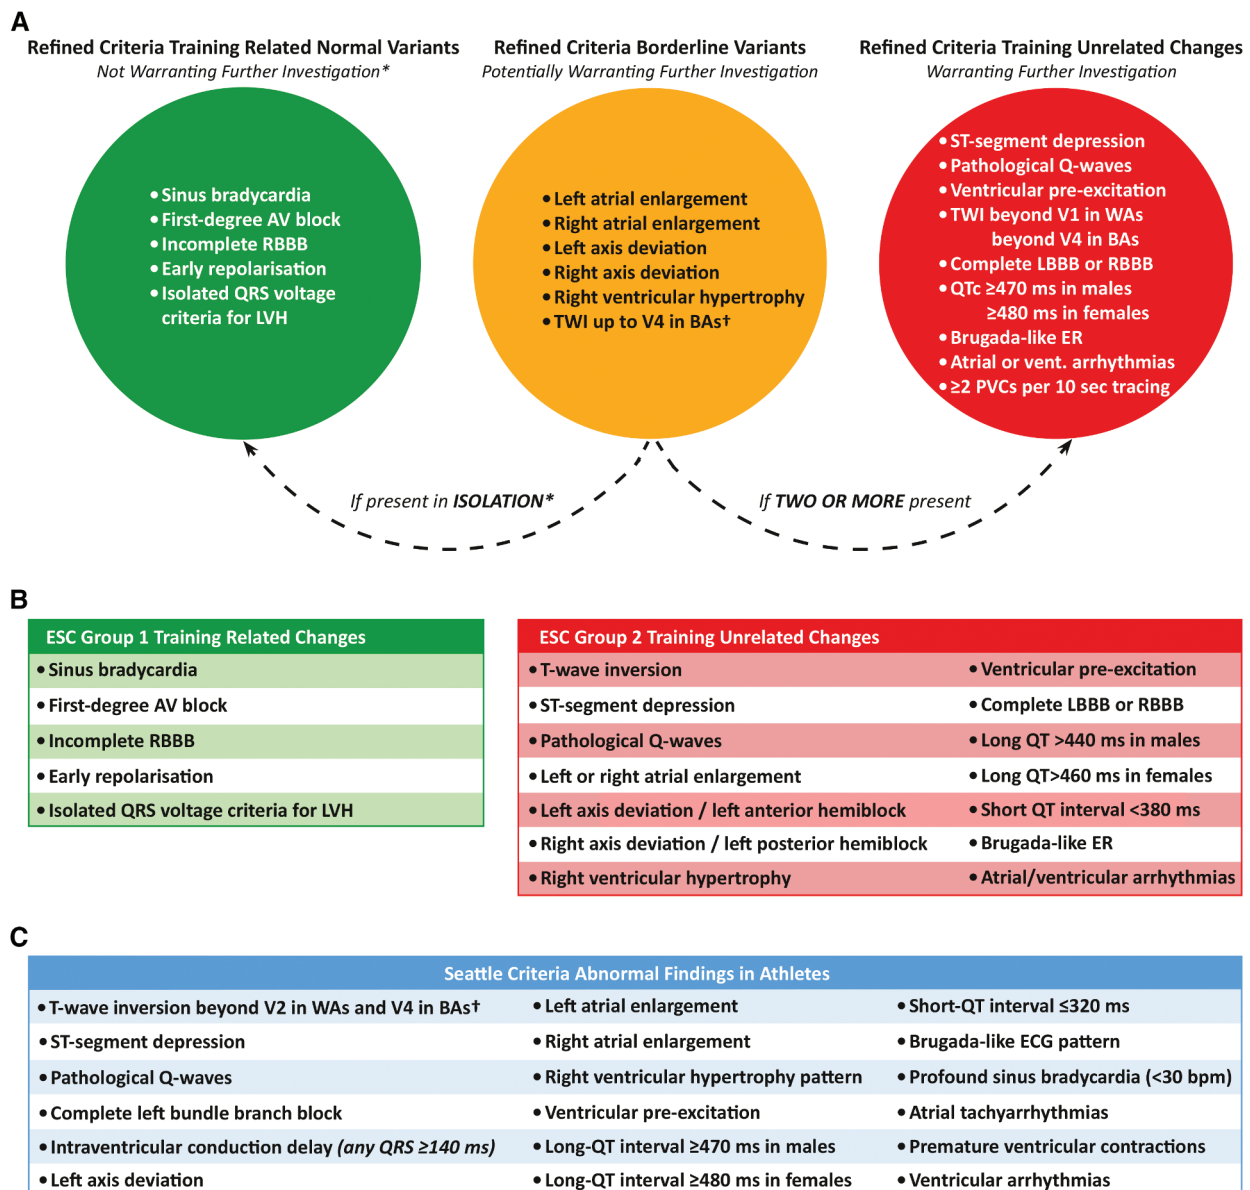 A
Refined Criteria Training Related Normal Variants
Not Warranting Further Investigation*
• Sinus bradycardia
• First-degree AV block
• Incomplete RBBB
• Early repolarisation
• Isolated QRS voltage
criteria for LVH
Refined Criteria Borderline Variants
Potentially Warranting Further Investigation
• Left atrial enlargement
• Right atrial enlargement
• Left axis deviation
• Right axis deviation
• Right ventricular hypertrophy
• TWI up to V4 in BAs†
Refined Criteria Training Unrelated Changes
Warranting Further Investigation
• ST-segment depression
• Pathological Q-waves
• Ventricular pre-excitation
• TWI beyond V1 in WAs
beyond V4 in BAs
• Complete LBBB or RBBB
• QTc ≥470 ms in males
≥480 ms in females
• Brugada-like ER
• Atrial or vent. arrhythmias
• ≥2 PVCs per 10 sec tracing
If present in ISOLATION*
If TWO OR MORE present
B
ESC Group 1 Training Related Changes
• Sinus bradycardia
• First-degree AV block
• Incomplete RBBB
• Early repolarisation
• Isolated QRS voltage criteria for LVH
ESC Group 2 Training Unrelated Changes
• T-wave inversion
• ST-segment depression
• Pathological Q-waves
• Left or right atrial enlargement
• Left axis deviation / left anterior hemiblock
• Right axis deviation / left posterior hemiblock
• Right ventricular hypertrophy
• Ventricular pre-excitation
• Complete LBBB or RBBB
• Long QT >440 ms in males
• Long QT>460 ms in females
• Short QT interval <380 ms
• Brugada-like ER
• Atrial/ventricular arrhythmias
C
Seattle Criteria Abnormal Findings in Athletes
• T-wave inversion beyond V2 in WAs and V4 in BAs†
• ST-segment depression
• Pathological Q-waves
• Complete left bundle branch block
• Intraventricular conduction delay (any QRS ≥140 ms)
• Left axis deviation
• Left atrial enlargement
• Right atrial enlargement
• Right ventricular hypertrophy pattern
• Ventricular pre-excitation
• Long-QT interval ≥470 ms in males
• Long-QT interval ≥480 ms in females
• Short-QT interval ≤320 ms
• Brugada-like ECG pattern
• Profound sinus bradycardia (<30 bpm)
• Atrial tachyarrhythmias
• Premature ventricular contractions
• Ventricular arrhythmias